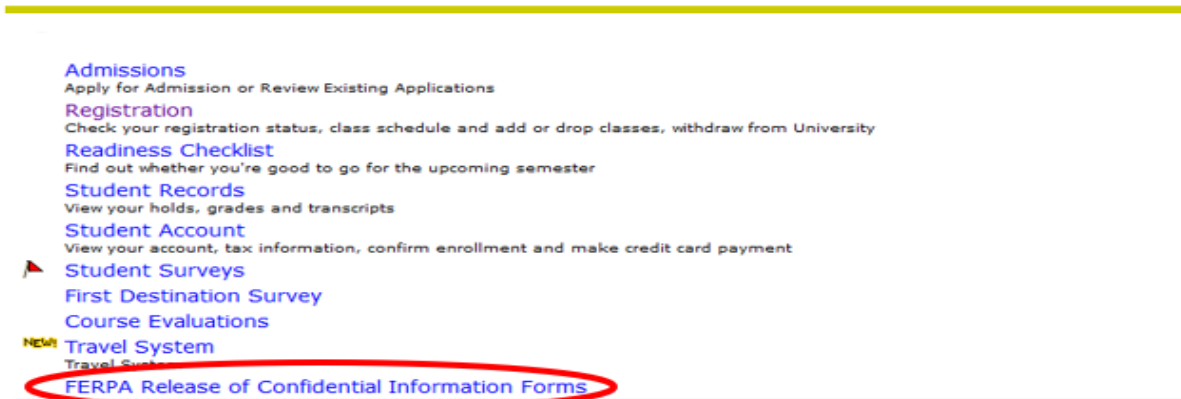 Admissions
Apply for Admission or Review Existing Applications
Registration
Check your registration status, class schedule and add or drop classes, withdraw from University
Readiness Checklist
Find out whether you're good to go for the upcoming semester
Student Records
View your holds, grades and transcripts
Student Account
View your account, tax information, confirm enrollment and make credit card payment
Student Surveys
First Destination Survey
Course Evaluations
NEW! Travel System
Travel System
FERPA Release of Confidential Information Forms